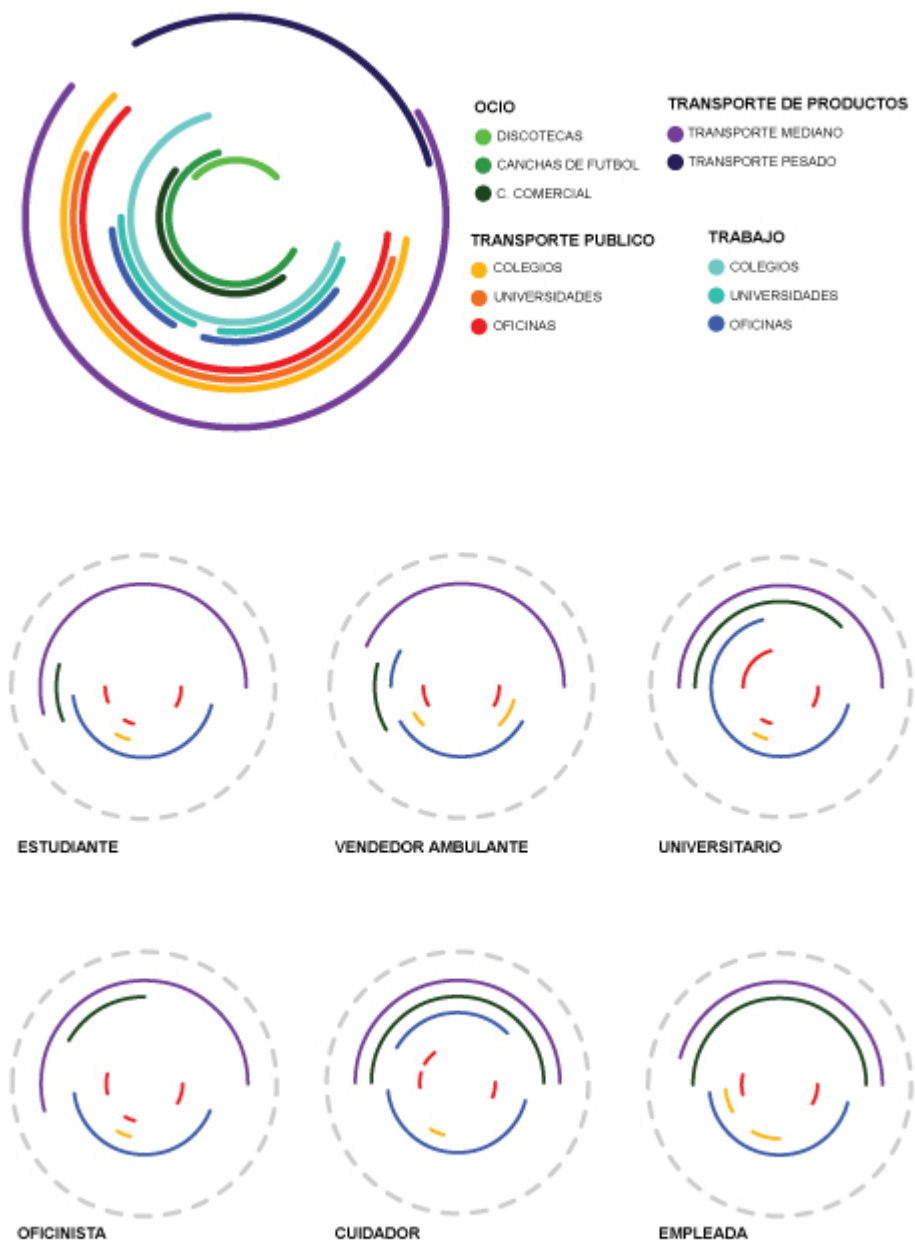 OCIO
DISCOTECAS
CANCHAS DE FUTBOL
C. COMERCIAL
TRANSPORTE DE PRODUCTOS
TRANSPORTE MEDIANO
TRANSPORTE PESADO
TRANSPORTE PUBLICO
COLEGIOS
UNIVERSIDADES
OFICINAS
TRABAJO
COLEGIOS
UNIVERSIDADES
OFICINAS
ESTUDIANTE
VENDEDOR AMBULANTE
UNIVERSITARIO
OFICINISTA
CUIDADOR
EMPLEADA